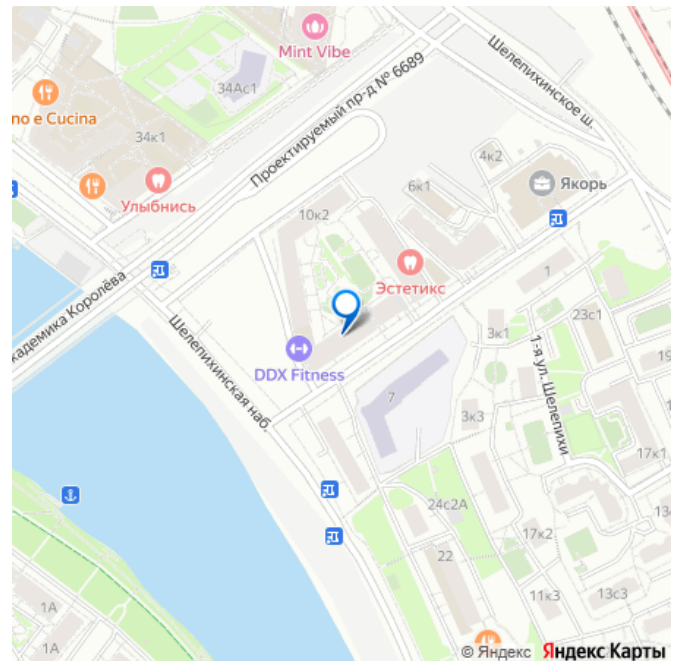 Mint Vibe
34Ас1
no e Cucina
34к1
Улыбнись
Проектируемый пр-д № 6689
Шелепихинское ш.
4к2
6к1
Якорь
10к2
Эстетикс
кадемика Королёва
Шелепихинская наб.
DDX Fitness
1
23с1
3к1
1-я ул. Шелепихи
19
7
3к3
17к1
24с2А
17к2
13
22
11к3
13с3
1А
1А
© Яндекс Яндекс Карты